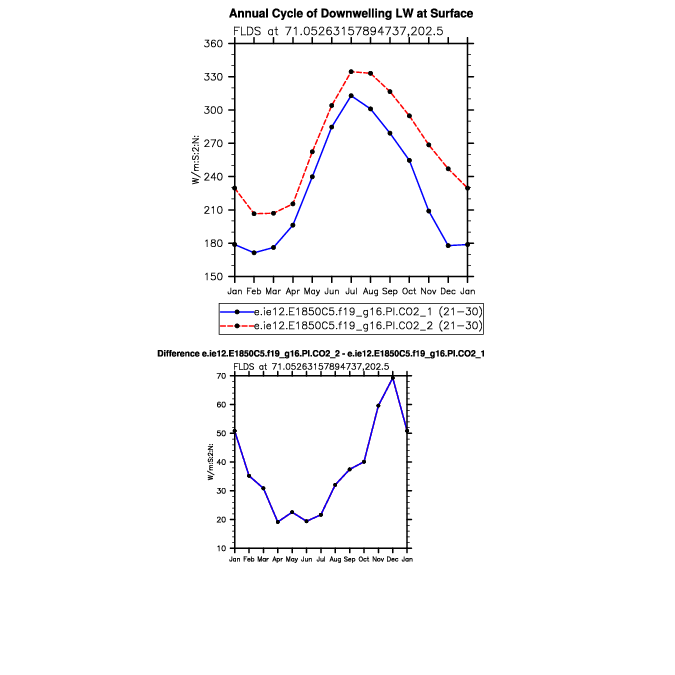 Annual Cycle of Downwelling LW at Surface
FLDS at 71.05263157894737,202.5
360
330
300
270
240
210
180
150
W/m:S:2:N:
Jan Feb Mar Apr May Jun Jul Aug Sep Oct Nov Dec Jan
e.ie12.E1850C5.f19_g16.PI.CO2_1 (21-30)
e.ie12.E1850C5.f19_g16.PI.CO2_2 (21-30)
Difference e.ie12.E1850C5.f19_g16.PI.CO2_2 - e.ie12.E1850C5.f19_g16.PI.CO2_1
FLDS at 71.05263157894737,202.5
70
60
50
40
30
20
10
W/m:S:2:N:
Jan Feb Mar Apr May Jun Jul Aug Sep Oct Nov Dec Jan